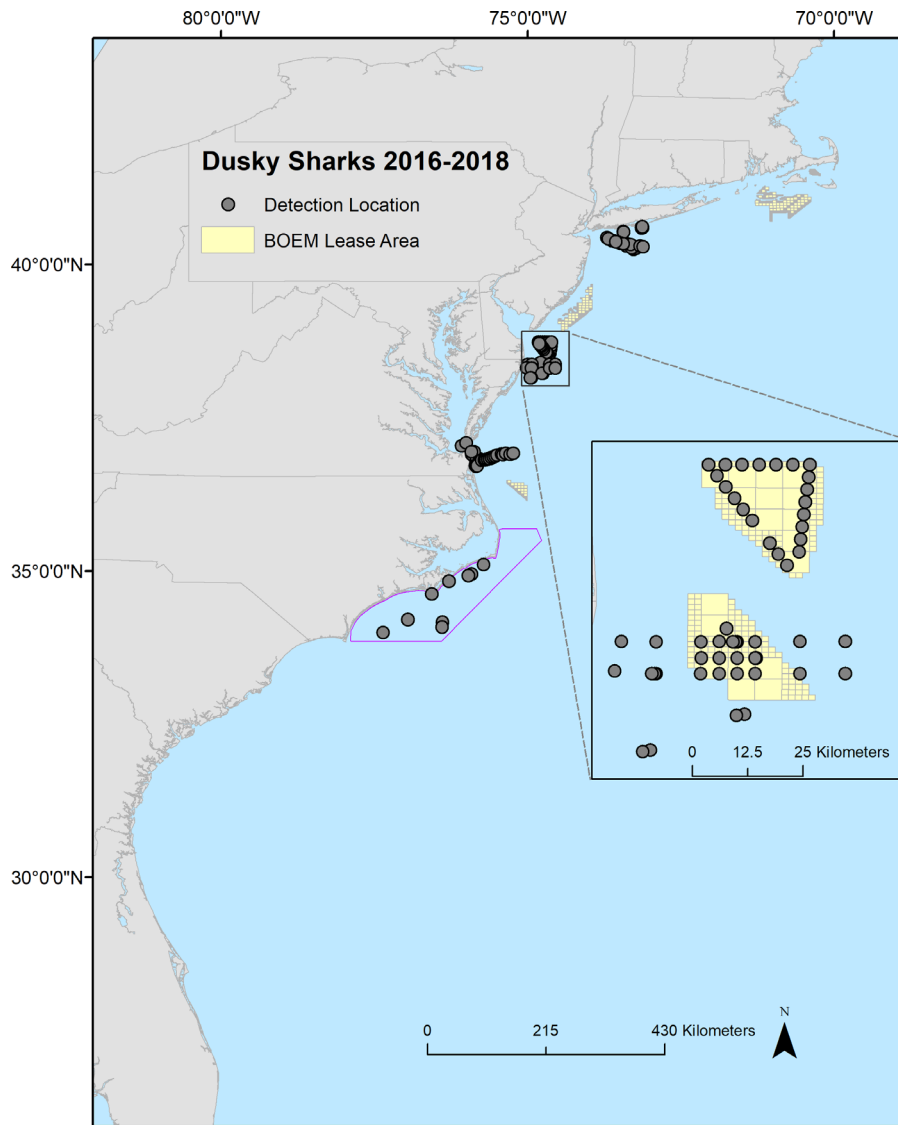 80°0'0"W
75°0'0"W
70°0'0"W
Dusky Sharks 2016-2018
Detection Location
BOEM Lease Area
40°0'0"N
35°0'0"N
30°0'0"N
0
12.5
25 Kilometers
0
215
430 Kilometers
N